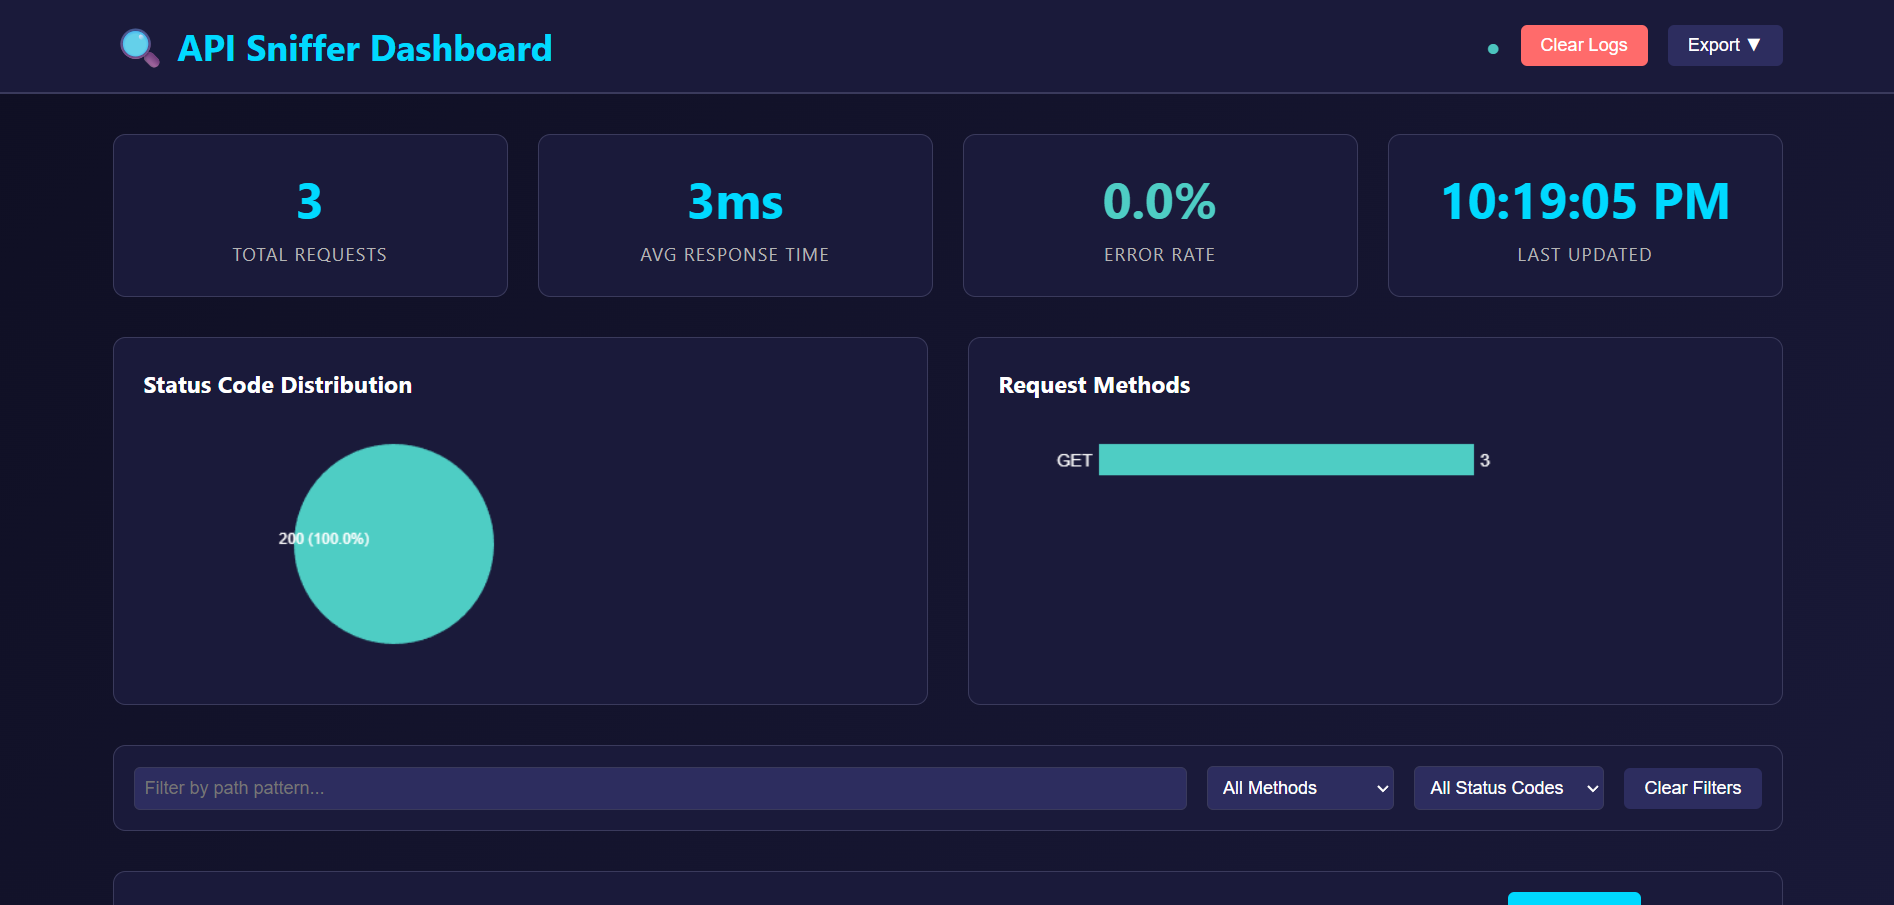 API Sniffer Dashboard
Clear Logs
Export ▼
3
TOTAL REQUESTS
3ms
AVG RESPONSE TIME
0.0%
ERROR RATE
10:19:05 PM
LAST UPDATED
Status Code Distribution
200 (100.0%)
Request Methods
GET 3
Filter by path pattern...
All Methods
All Status Codes
Clear Filters